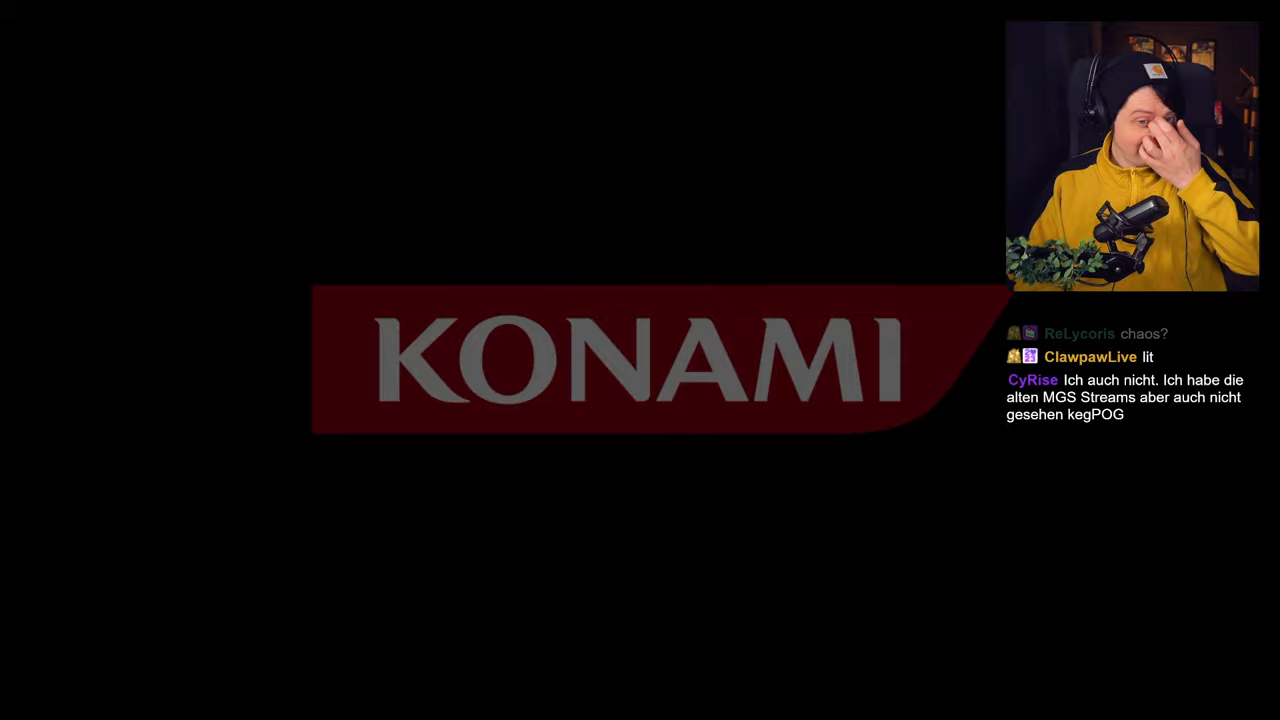 KONAMI
ReLycoris chaos?
ClawpawLive lit
CyRise Ich auch nicht. Ich habe die
alten MGS Streams aber auch nicht
gesehen kegPOG